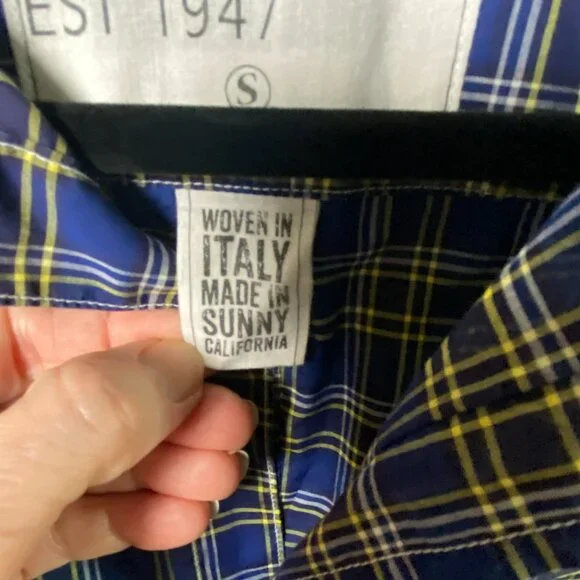 EST 1947
S
WOVEN IN
ITALY
MADE IN
SUNNY
CALIFORNIA